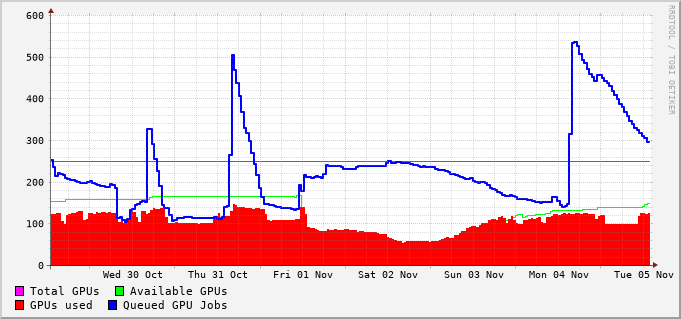 600
500
400
300
200
100
0
Wed 30 Oct Thu 31 Oct Fri 01 Nov Sat 02 Nov Sun 03 Nov Mon 04 Nov Tue 05 Nov
Total GPUs Available GPUs
GPUs used Queued GPU Jobs
RRDTOOL / TOBI OETIKER